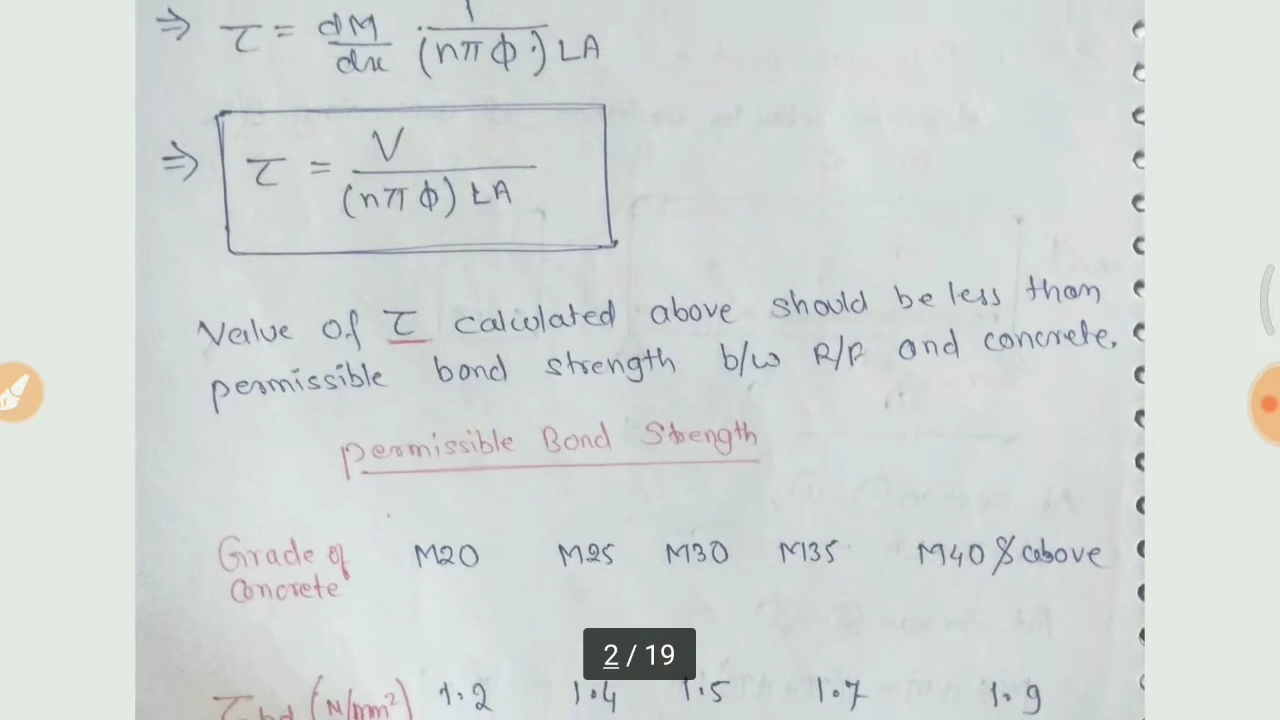 ⇒ τ = dM/dx · 1/(nπϕ·) LA
⇒ τ = V/(nπϕ) LA
Value of τ calculated above should be less than
permissible bond strength b/w R/F and concrete.
Permissible Bond Strength
Grade of Concrete M20 M25 M30 M35 M40 & above
2 / 19
τbd (N/mm²) 1.2 1.4 1.5 1.7 1.9